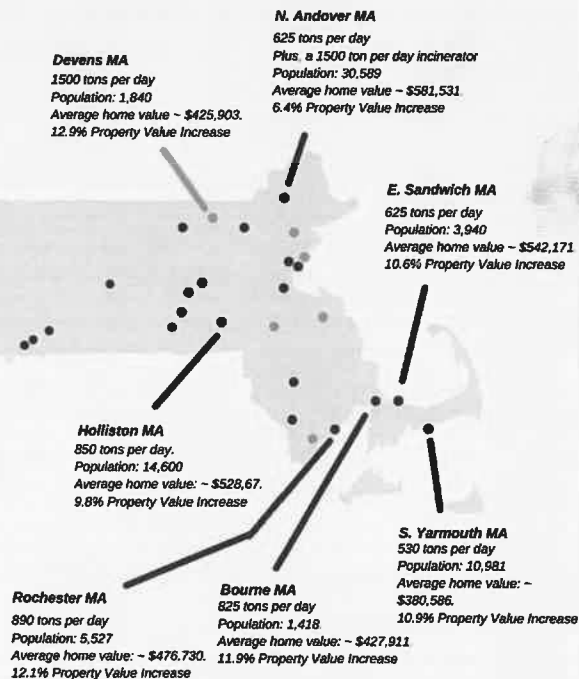 N. Andover MA
625 tons per day
Plus, a 1500 ton per day incinerator
Population: 30,589
Average home value ~ $581,531
6.4% Property Value Increase
Devens MA
1500 tons per day
Population: 1,840
Average home value ~ $425,903.
12.9% Property Value Increase
E. Sandwich MA
625 tons per day
Population: 3,940
Average home value ~ $542,171
10.6% Property Value Increase
Holliston MA
850 tons per day.
Population: 14,600
Average home value: ~ $528,67.
9.8% Property Value Increase
S. Yarmouth MA
530 tons per day
Population: 10,981
Average home value: ~
$380,586.
10.9% Property Value Increase
Rochester MA
890 tons per day
Population: 5,527
Average home value: ~ $476.730.
12.1% Property Value Increase
Bourne MA
825 tons per day
Population: 1,418
Average home value: ~ $427,911
11.9% Property Value Increase